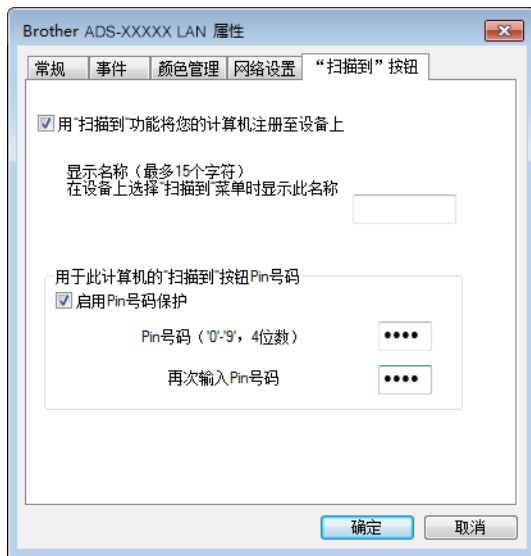 Brother ADS-XXXXX LAN 属性
常规 事件 颜色管理 网络设置 “扫描到”按钮
用"扫描到"功能将您的计算机注册至设备上
显示名称（最多15个字符）
在设备上选择"扫描到"菜单时显示此名称
用于此计算机的"扫描到"按钮Pin号码
启用Pin号码保护
Pin号码（'0'-'9'，4位数） ••••
再次输入Pin号码 ••••
确定 取消